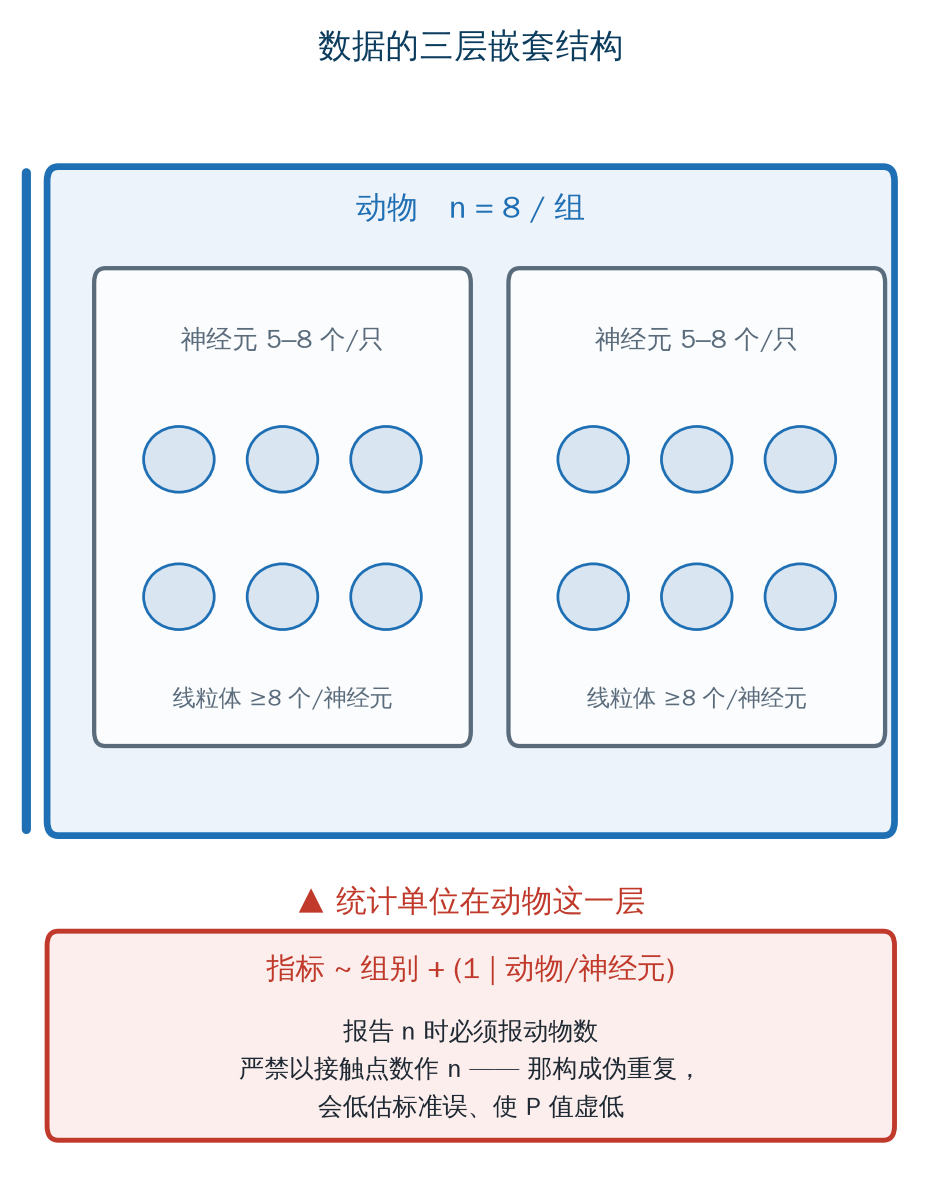 数据的三层嵌套结构
动物 n = 8 / 组
神经元 5–8 个/只
线粒体 ≥8 个/神经元
神经元 5–8 个/只
线粒体 ≥8 个/神经元
▲ 统计单位在动物这一层
指标 ~ 组别 + (1 | 动物/神经元)
报告 n 时必须报动物数
严禁以接触点数作 n —— 那构成伪重复，
会低估标准误、使 P 值虚低